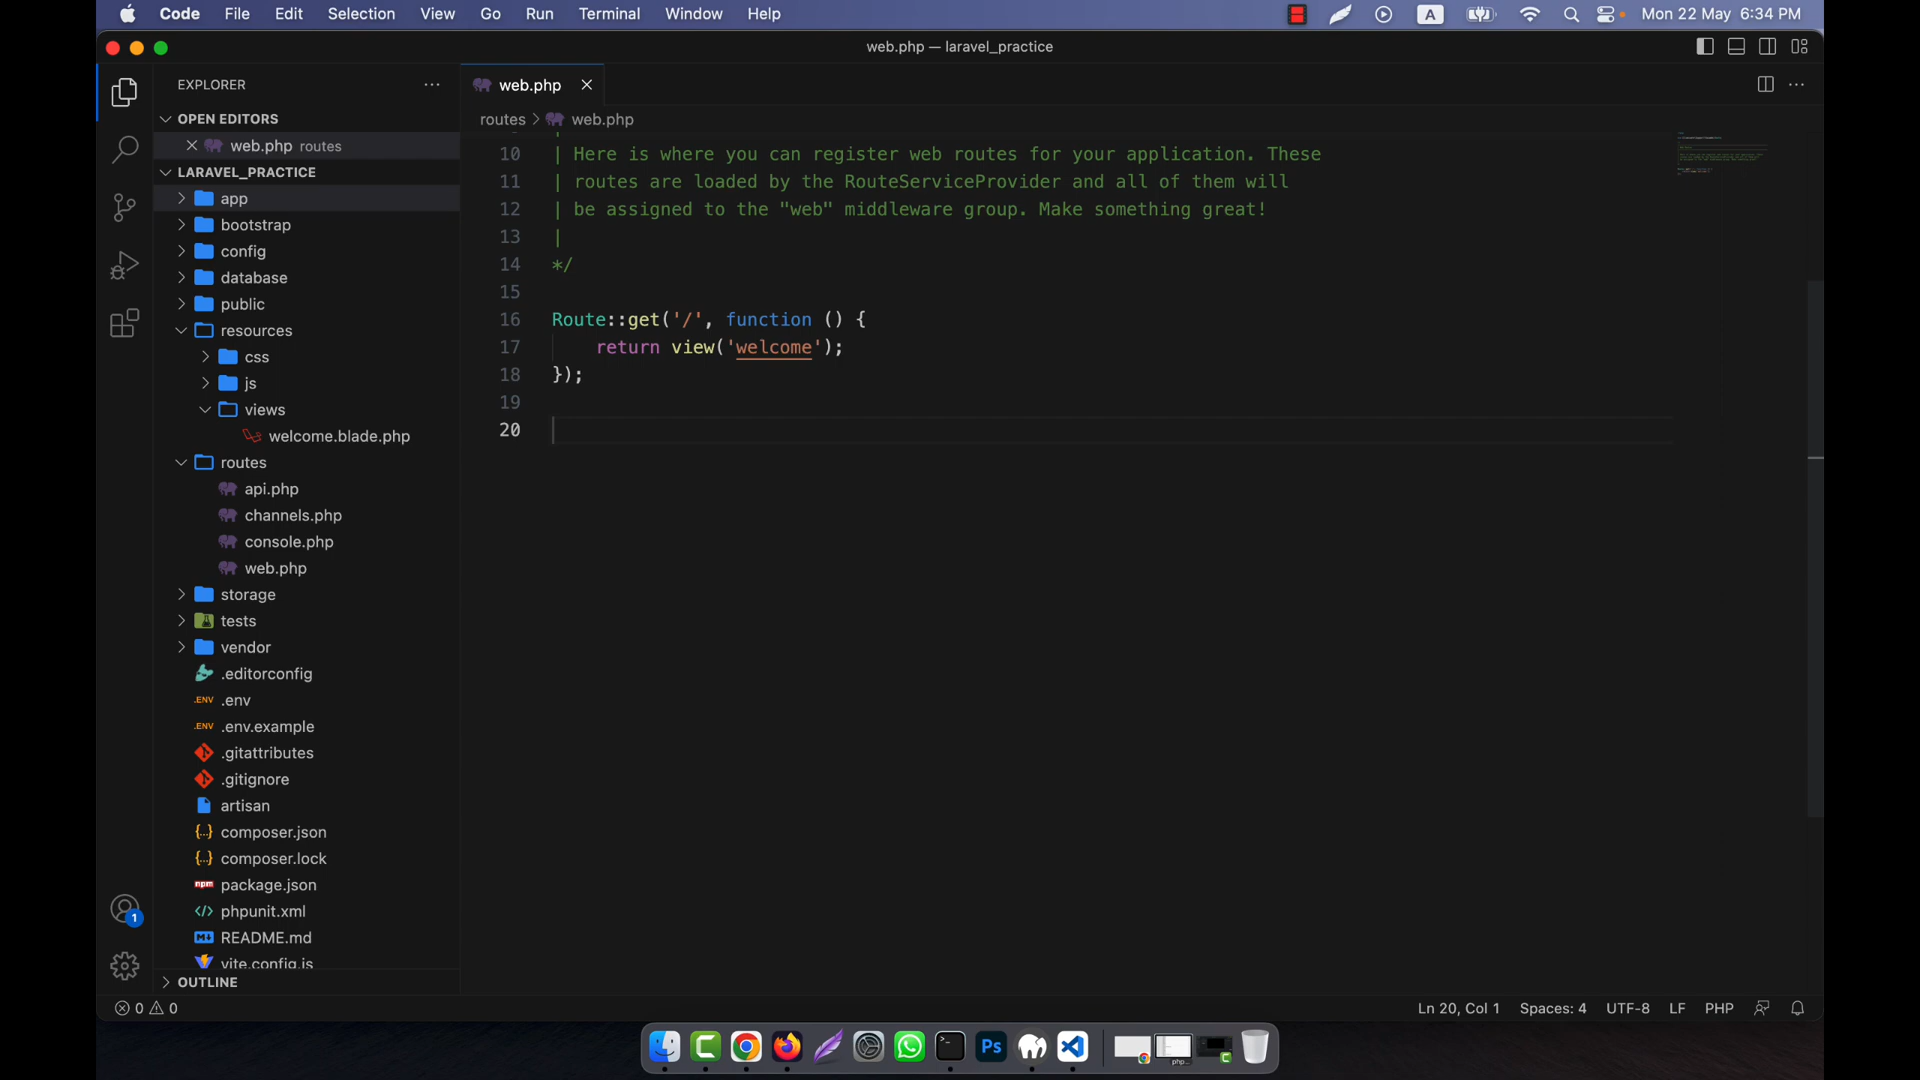 Code File Edit Selection View Go Run Terminal Window Help
A
Mon 22 May 6:34 PM
web.php — laravel_practice
EXPLORER
OPEN EDITORS
web.php routes
LARAVEL_PRACTICE
app
bootstrap
config
database
public
resources
css
js
views
welcome.blade.php
routes
api.php
channels.php
console.php
web.php
storage
tests
vendor
.editorconfig
.ENV .env
.ENV .env.example
.gitattributes
.gitignore
artisan
{..} composer.json
{..} composer.lock
npm package.json
</> phpunit.xml
README.md
vite.config.js
OUTLINE
1
web.php
routes > web.php
10 | Here is where you can register web routes for your application. These
11 | routes are loaded by the RouteServiceProvider and all of them will
12 | be assigned to the "web" middleware group. Make something great!
13 |
14 */
15
16 Route::get('/', function () {
17 return view('welcome');
18 });
19
20
0 0
Ln 20, Col 1 Spaces: 4 UTF-8 LF PHP
Ps